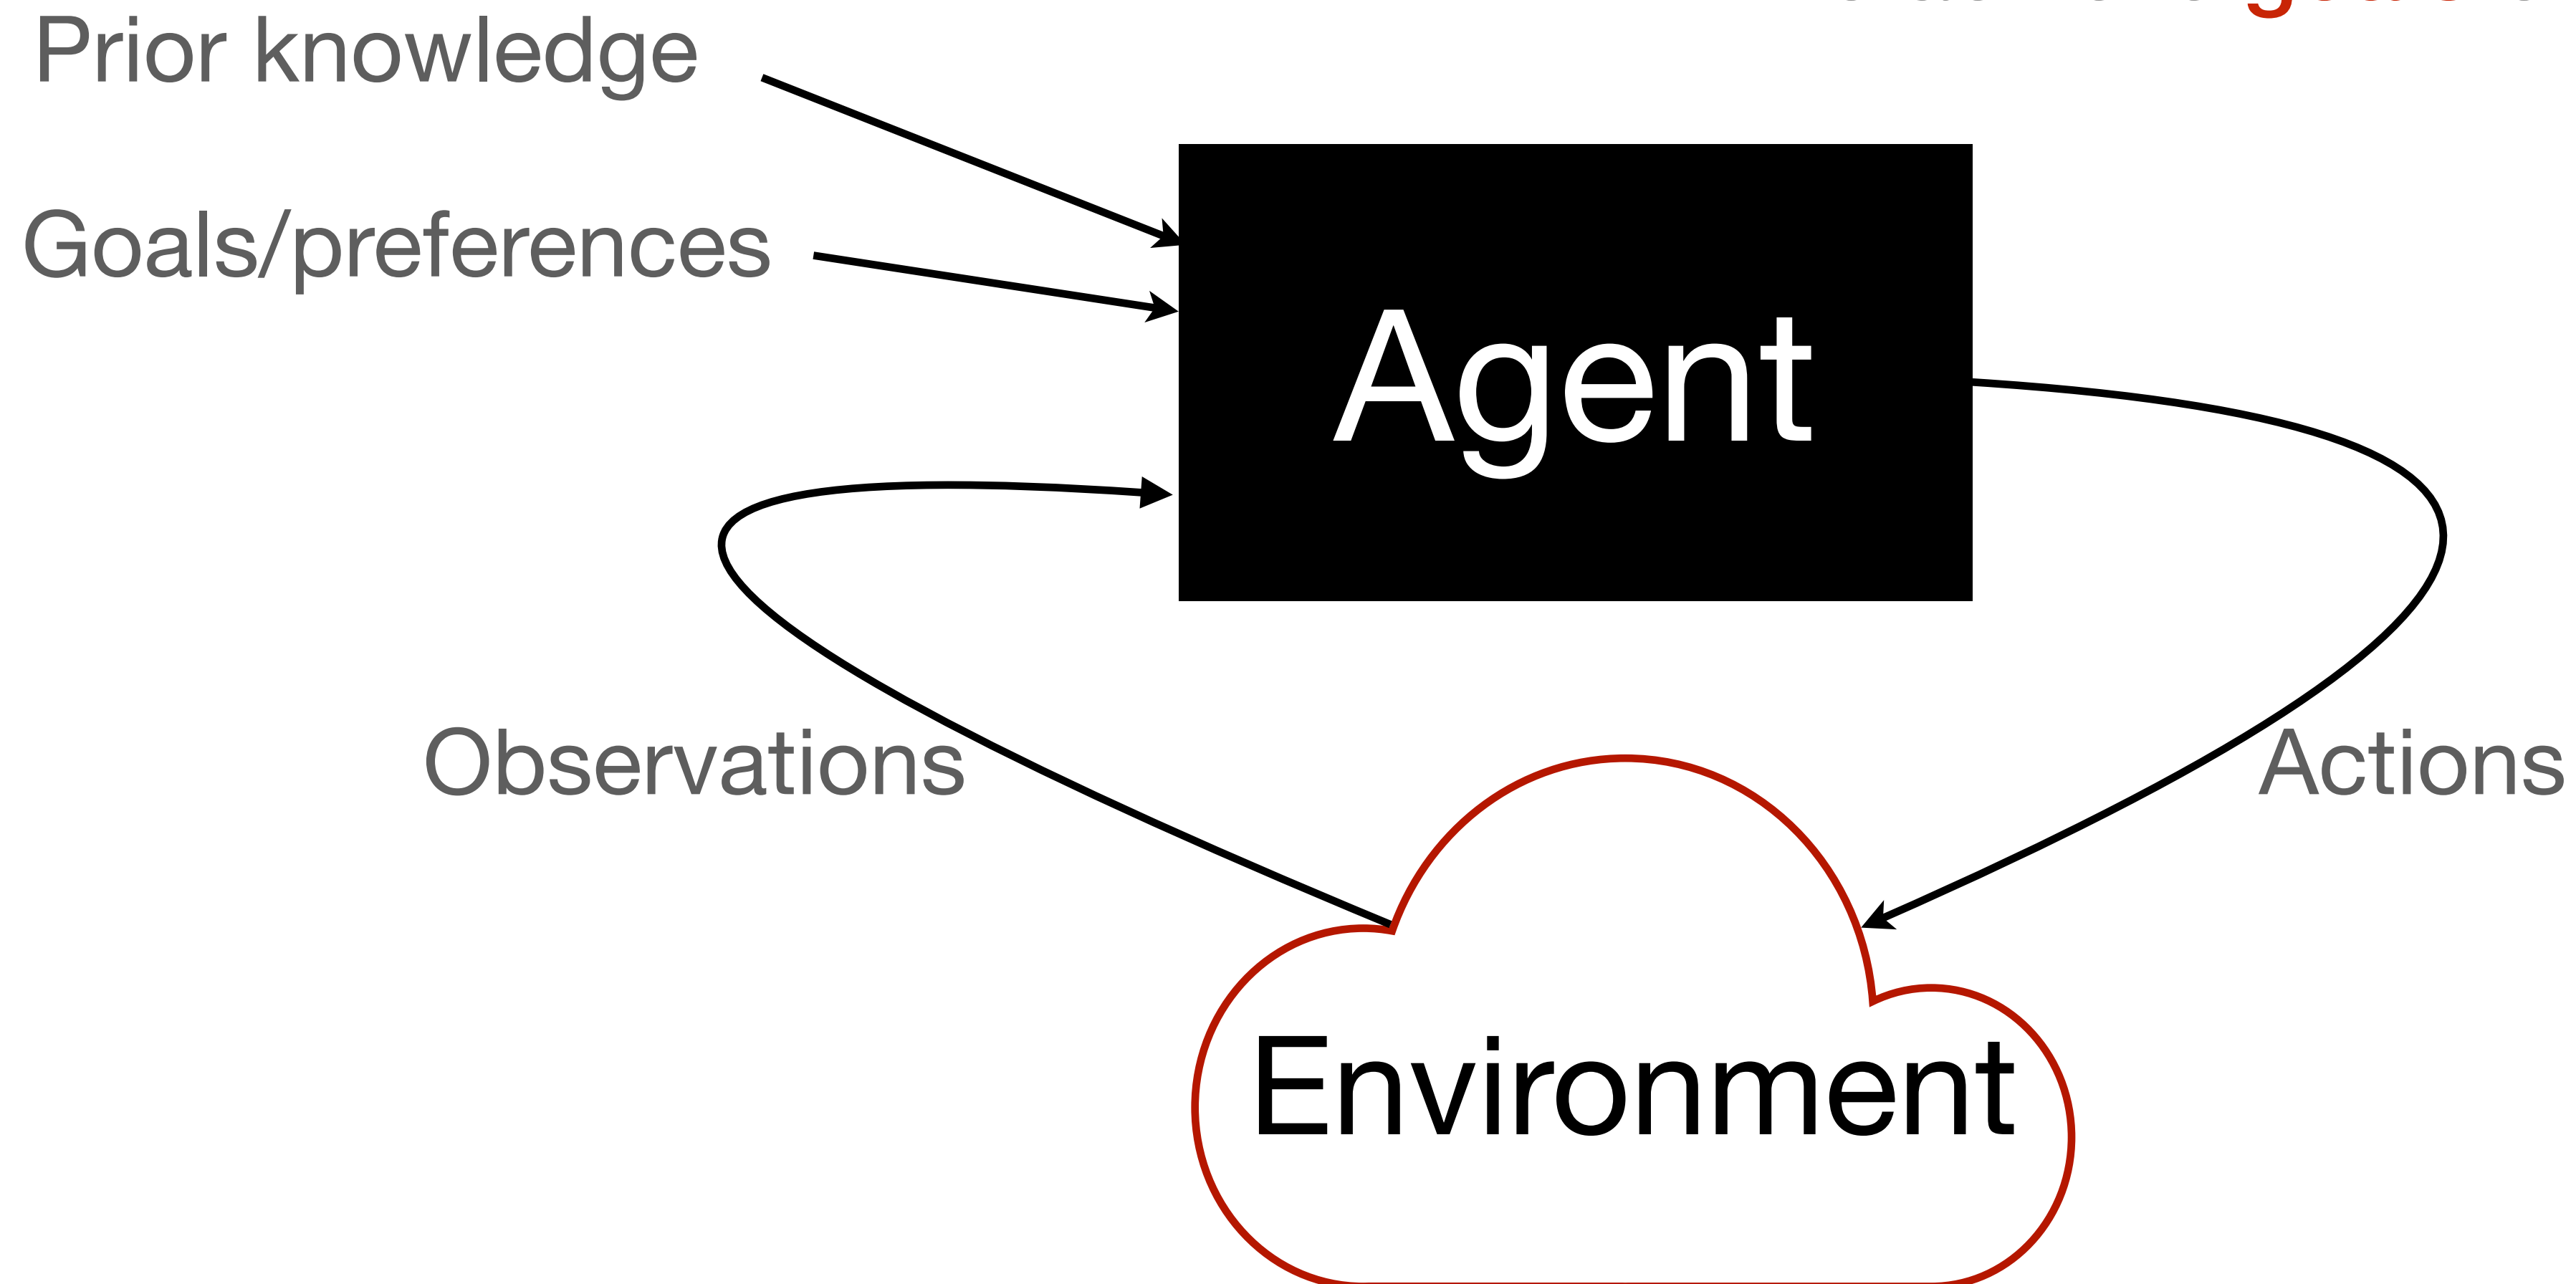 Prior knowledge
Goals/preferences
Agent
Observations
Actions
Environment